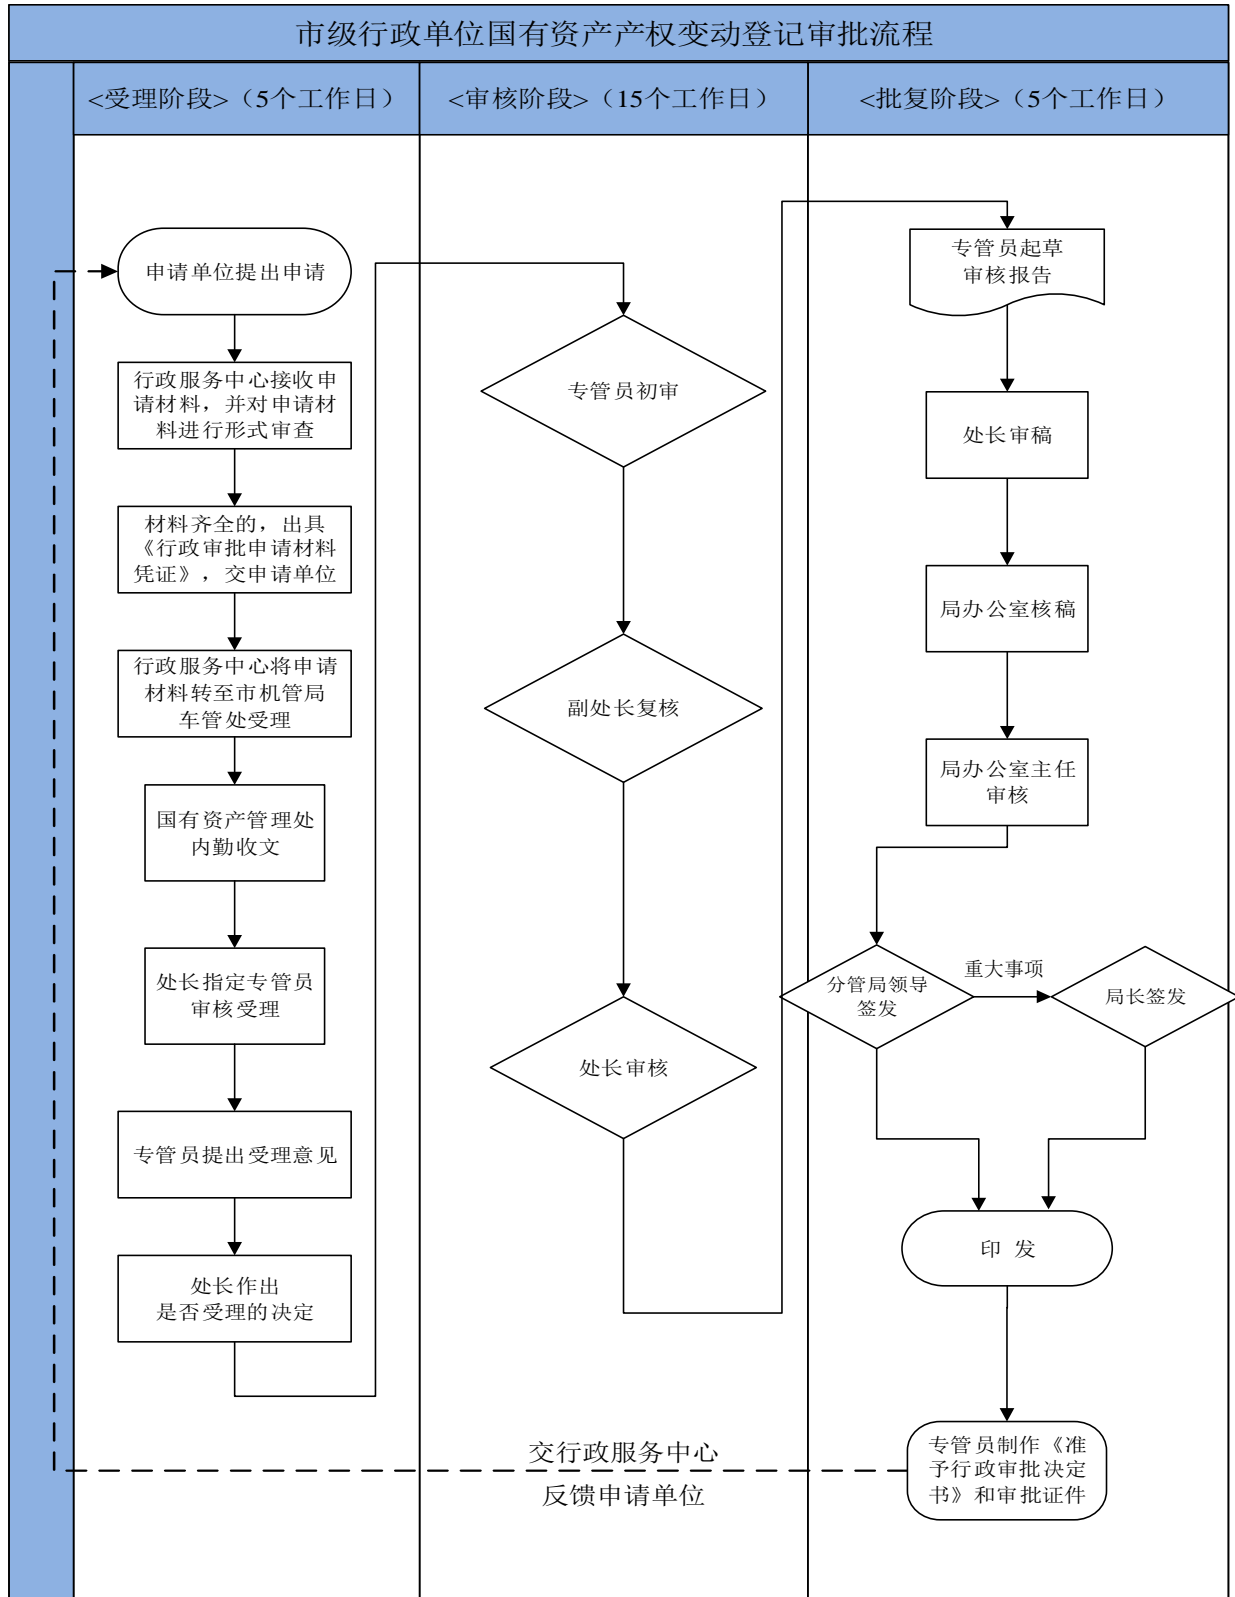 市级行政单位国有资产产权变动登记审批流程
<受理阶段>（5个工作日）
<审核阶段>（15个工作日）
<批复阶段>（5个工作日）
申请单位提出申请
行政服务中心接收申
请材料，并对申请材
料进行形式审查
材料齐全的，出具
《行政审批申请材料
凭证》，交申请单位
行政服务中心将申请
材料转至市机管局
车管处受理
国有资产管理处
内勤收文
处长指定专管员
审核受理
专管员提出受理意见
处长作出
是否受理的决定
专管员初审
副处长复核
处长审核
专管员起草
审核报告
处长审稿
局办公室核稿
局办公室主任
审核
分管局领导
签发
重大事项
局长签发
印 发
专管员制作《准
予行政审批决定
书》和审批证件
交行政服务中心
反馈申请单位